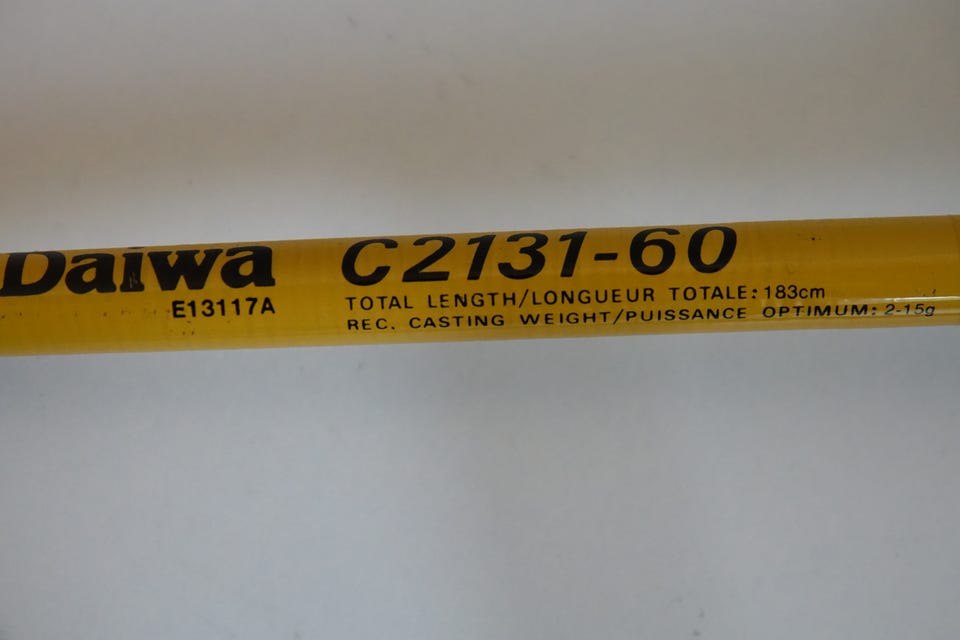 Daiwa C2131-60
E13117A
TOTAL LENGTH/LONGUEUR TOTALE: 183cm
REC. CASTING WEIGHT/PUISSANCE OPTIMUM: 2-15g